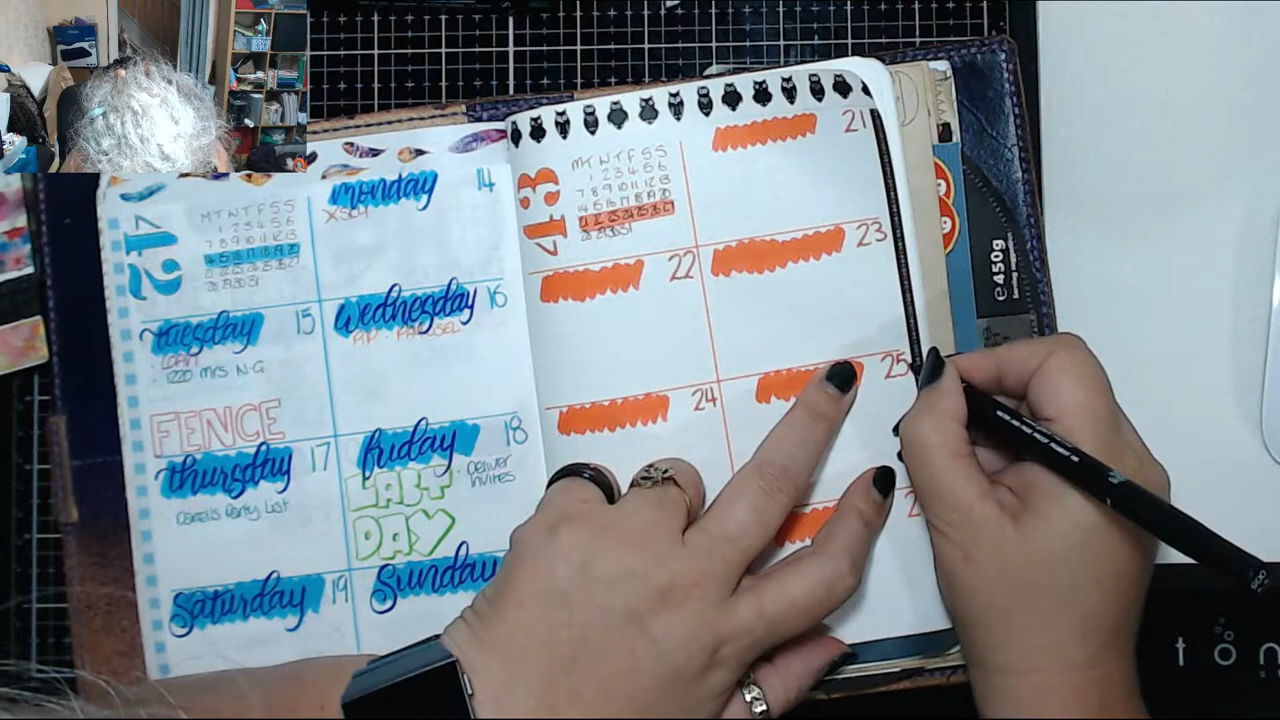 42
M T W T F S S
1 2 3 4 5 6
7 8 9 10 11 12 13
14 15 16 17 18 19 20
21 22 23 24 25 26 27
28 29 30 31
monday 14
tuesday 15
LOAN
1220 mrs N-G
FENCE
wednesday 16
thursday 17
Party List
friday 18
LAST
DAY
Deliver
invites
saturday 19
Sunday
43
M T W T F S S
1 2 3 4 5 6
7 8 9 10 11 12 13
14 15 16 17 18 19 20
21 22 23 24 25 26 27
28 29 30 31
21
22
23
24
25
2
e450g